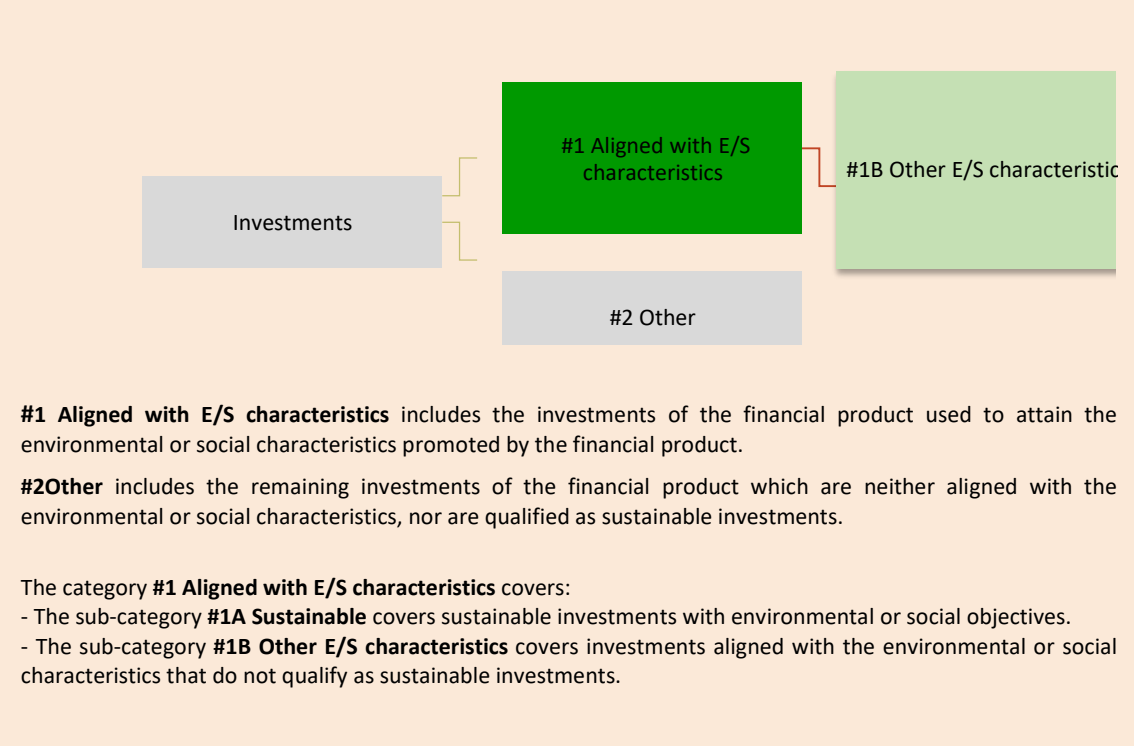 #1 Aligned with E/S
characteristics
#1B Other E/S characteristic
Investments
#2 Other
#1 Aligned with E/S characteristics includes the investments of the financial product used to attain the
environmental or social characteristics promoted by the financial product.
#2Other includes the remaining investments of the financial product which are neither aligned with the
environmental or social characteristics, nor are qualified as sustainable investments.
The category #1 Aligned with E/S characteristics covers:
- The sub-category #1A Sustainable covers sustainable investments with environmental or social objectives.
- The sub-category #1B Other E/S characteristics covers investments aligned with the environmental or social
characteristics that do not qualify as sustainable investments.